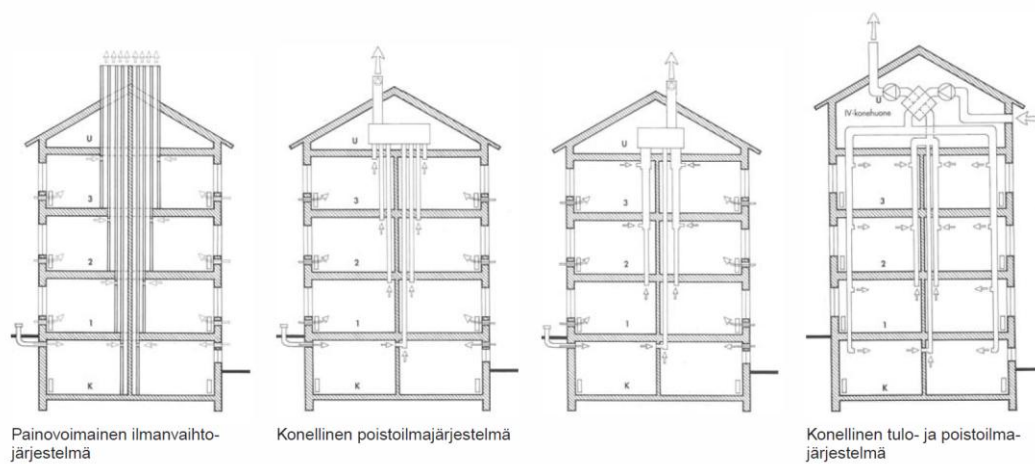 U
3
2
1
K
Painovoimainen ilmanvaihto-
järjestelmä
U
3
2
1
K
Konellinen poistoilmajärjestelmä
U
3
2
1
K
U
IV-konehuone
3
2
1
K
Konellinen tulo- ja poistoilma-
järjestelmä